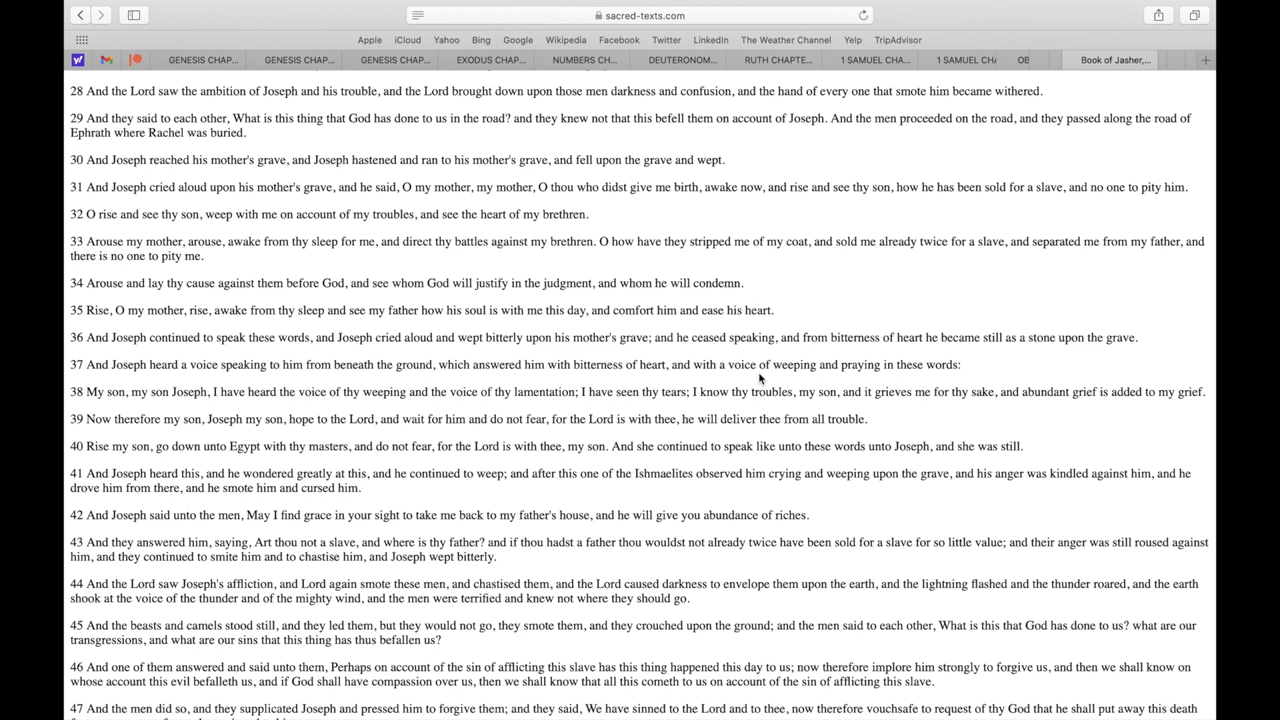 sacred-texts.com
Apple iCloud Yahoo Bing Google Wikipedia Facebook Twitter LinkedIn The Weather Channel Yelp TripAdvisor
GENESIS CHAP... GENESIS CHAP... GENESIS CHAP... EXODUS CHAP... NUMBERS CH... DEUTERONOM... RUTH CHAPTE... 1 SAMUEL CHA... 1 SAMUEL CHA OB Book of Jasher,...
28 And the Lord saw the ambition of Joseph and his trouble, and the Lord brought down upon those men darkness and confusion, and the hand of every one that smote him became withered.
29 And they said to each other, What is this thing that God has done to us in the road? and they knew not that this befell them on account of Joseph. And the men proceeded on the road, and they passed along the road of
Ephrath where Rachel was buried.
30 And Joseph reached his mother's grave, and Joseph hastened and ran to his mother's grave, and fell upon the grave and wept.
31 And Joseph cried aloud upon his mother's grave, and he said, O my mother, my mother, O thou who didst give me birth, awake now, and rise and see thy son, how he has been sold for a slave, and no one to pity him.
32 O rise and see thy son, weep with me on account of my troubles, and see the heart of my brethren.
33 Arouse my mother, arouse, awake from thy sleep for me, and direct thy battles against my brethren. O how have they stripped me of my coat, and sold me already twice for a slave, and separated me from my father, and
there is no one to pity me.
34 Arouse and lay thy cause against them before God, and see whom God will justify in the judgment, and whom he will condemn.
35 Rise, O my mother, rise, awake from thy sleep and see my father how his soul is with me this day, and comfort him and ease his heart.
36 And Joseph continued to speak these words, and Joseph cried aloud and wept bitterly upon his mother's grave; and he ceased speaking, and from bitterness of heart he became still as a stone upon the grave.
37 And Joseph heard a voice speaking to him from beneath the ground, which answered him with bitterness of heart, and with a voice of weeping and praying in these words:
38 My son, my son Joseph, I have heard the voice of thy weeping and the voice of thy lamentation; I have seen thy tears; I know thy troubles, my son, and it grieves me for thy sake, and abundant grief is added to my grief.
39 Now therefore my son, Joseph my son, hope to the Lord, and wait for him and do not fear, for the Lord is with thee, he will deliver thee from all trouble.
40 Rise my son, go down unto Egypt with thy masters, and do not fear, for the Lord is with thee, my son. And she continued to speak like unto these words unto Joseph, and she was still.
41 And Joseph heard this, and he wondered greatly at this, and he continued to weep; and after this one of the Ishmaelites observed him crying and weeping upon the grave, and his anger was kindled against him, and he
drove him from there, and he smote him and cursed him.
42 And Joseph said unto the men, May I find grace in your sight to take me back to my father's house, and he will give you abundance of riches.
43 And they answered him, saying, Art thou not a slave, and where is thy father? and if thou hadst a father thou wouldst not already twice have been sold for a slave for so little value; and their anger was still roused against
him, and they continued to smite him and to chastise him, and Joseph wept bitterly.
44 And the Lord saw Joseph's affliction, and Lord again smote these men, and chastised them, and the Lord caused darkness to envelope them upon the earth, and the lightning flashed and the thunder roared, and the earth
shook at the voice of the thunder and of the mighty wind, and the men were terrified and knew not where they should go.
45 And the beasts and camels stood still, and they led them, but they would not go, they smote them, and they crouched upon the ground; and the men said to each other, What is this that God has done to us? what are our
transgressions, and what are our sins that this thing has thus befallen us?
46 And one of them answered and said unto them, Perhaps on account of the sin of afflicting this slave has this thing happened this day to us; now therefore implore him strongly to forgive us, and then we shall know on
whose account this evil befalleth us, and if God shall have compassion over us, then we shall know that all this cometh to us on account of the sin of afflicting this slave.
47 And the men did so, and they supplicated Joseph and pressed him to forgive them; and they said, We have sinned to the Lord and to thee, now therefore vouchsafe to request of thy God that he shall put away this death